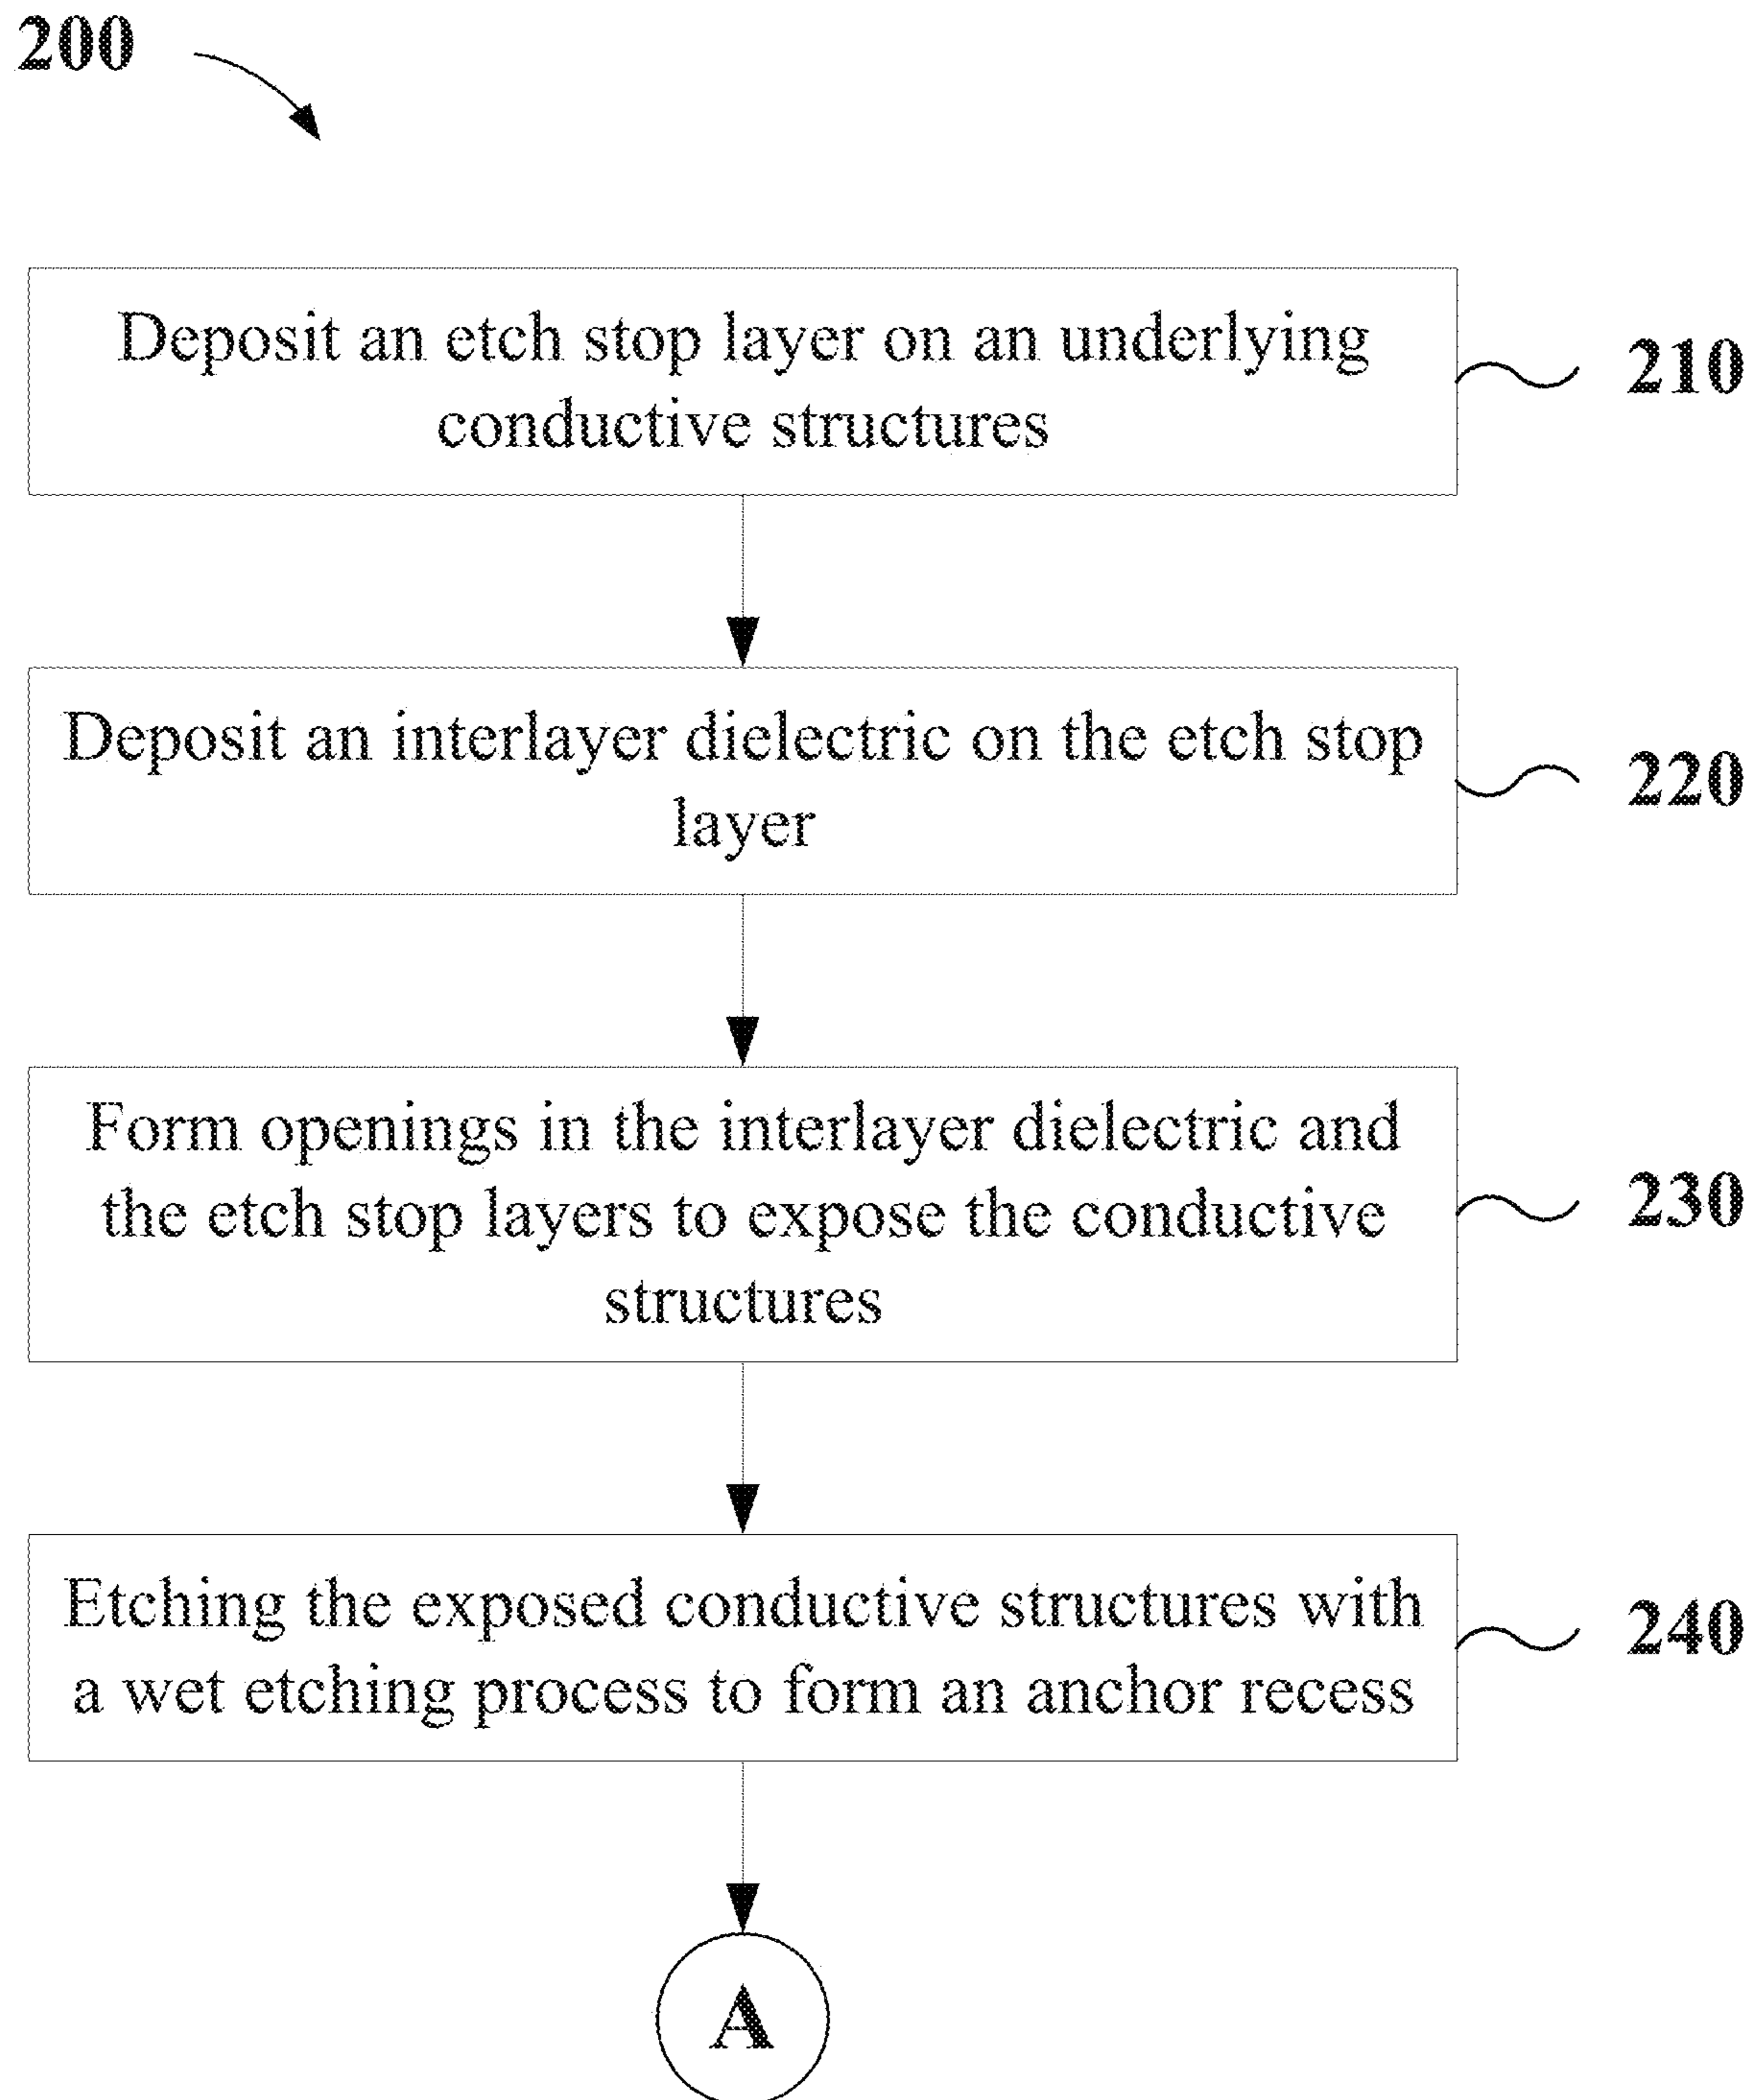 200
Deposit an etch stop layer on an underlying
conductive structures
210
Deposit an interlayer dielectric on the etch stop
layer
220
Form openings in the interlayer dielectric and
the etch stop layers to expose the conductive
structures
230
Etching the exposed conductive structures with
a wet etching process to form an anchor recess
240
A